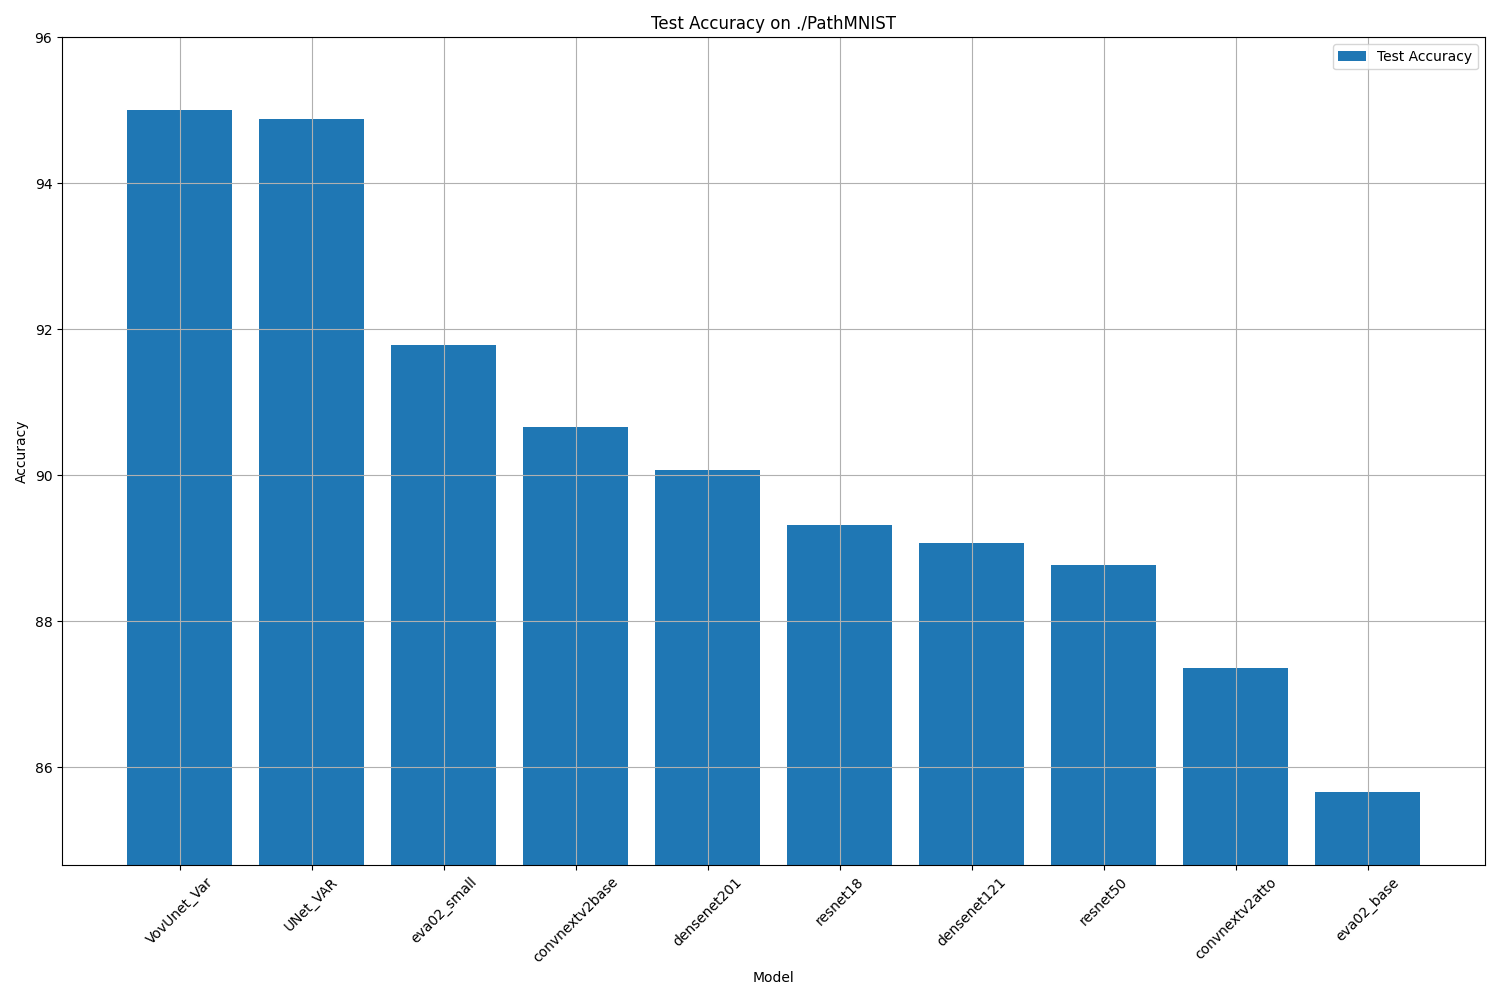 Test Accuracy on ./PathMNIST
Test Accuracy
96
94
92
90
88
86
Accuracy
VovUnet_Var
UNet_VAR
eva02_small
convnextv2base
densenet201
resnet18
densenet121
resnet50
convnextv2atto
eva02_base
Model